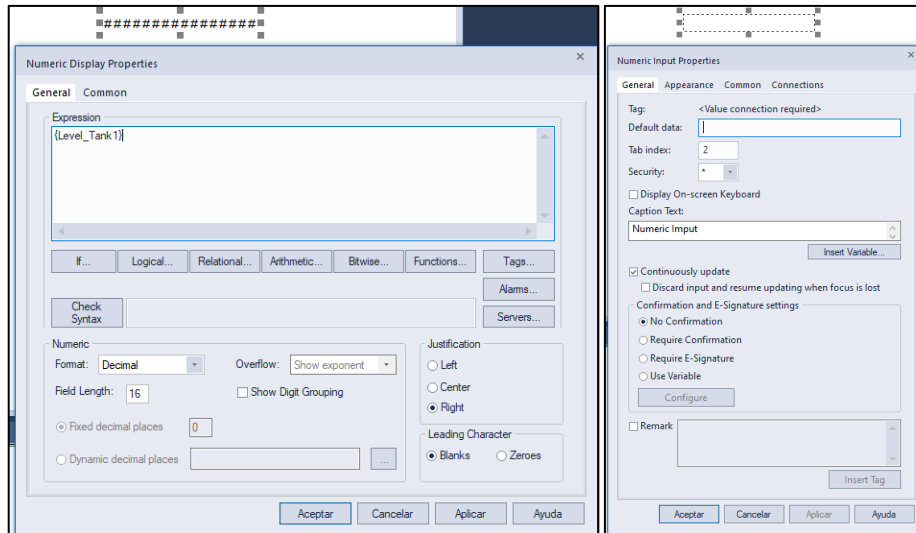 ################
Numeric Display Properties
General Common
Expression
{Level_Tank1}
If... Logical... Relational... Arithmetic... Bitwise... Functions... Tags...
Alarms...
Check Syntax
Servers...
Numeric
Format: Decimal Overflow: Show exponent
Field Length: 16 Show Digit Grouping
Fixed decimal places 0
Dynamic decimal places ...
Justification
Left
Center
Right
Leading Character
Blanks Zeroes
Aceptar Cancelar Aplicar Ayuda
Numeric Input Properties
General Appearance Common Connections
Tag: <Value connection required>
Default data:
Tab index: 2
Security: *
Display On-screen Keyboard
Caption Text:
Numeric Imput
Insert Variable...
Continuously update
Discard input and resume updating when focus is lost
Confirmation and E-Signature settings
No Confirmation
Require Confirmation
Require E-Signature
Use Variable
Configure
Remark
Insert Tag
Aceptar Cancelar Aplicar Ayuda